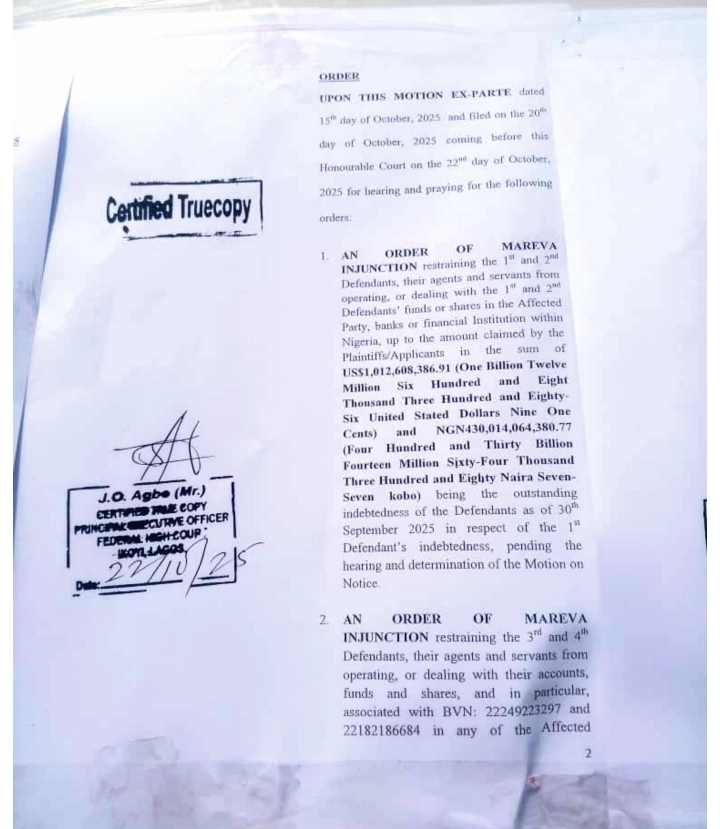 ORDER
UPON THIS MOTION EX-PARTE dated
15th day of October, 2025 and filed on the 20th
day of October, 2025 coming before this
Honourable Court on the 22nd day of October,
2025 for hearing and praying for the following
orders:
1. AN ORDER OF MAREVA
INJUNCTION restraining the 1st and 2nd
Defendants, their agents and servants from
operating, or dealing with the 1st and 2nd
Defendants' funds or shares in the Affected
Party, banks or financial Institution within
Nigeria, up to the amount claimed by the
Plaintiffs/Applicants in the sum of
US$1,012,608,386.91 (One Billion Twelve
Million Six Hundred and Eight
Thousand Three Hundred and Eighty-
Six United Stated Dollars Nine One
Cents) and NGN430,014,064,380.77
(Four Hundred and Thirty Billion
Fourteen Million Sixty-Four Thousand
Three Hundred and Eighty Naira Seven-
Seven kobo) being the outstanding
indebtedness of the Defendants as of 30th
September 2025 in respect of the 1st
Defendant's indebtedness, pending the
hearing and determination of the Motion on
Notice.
2. AN ORDER OF MAREVA
INJUNCTION restraining the 3rd and 4th
Defendants, their agents and servants from
operating, or dealing with their accounts,
funds and shares, and in particular,
associated with BVN: 22249223297 and
22182186684 in any of the Affected
2
Certified Truecopy
J.O. Agbo (Mr.)
CERTIFIED TRUE COPY
PRINCIPAL EXECUTIVE OFFICER
FEDERAL HIGH COUR
IKOYI, LAGOS
Date: 22/10/25